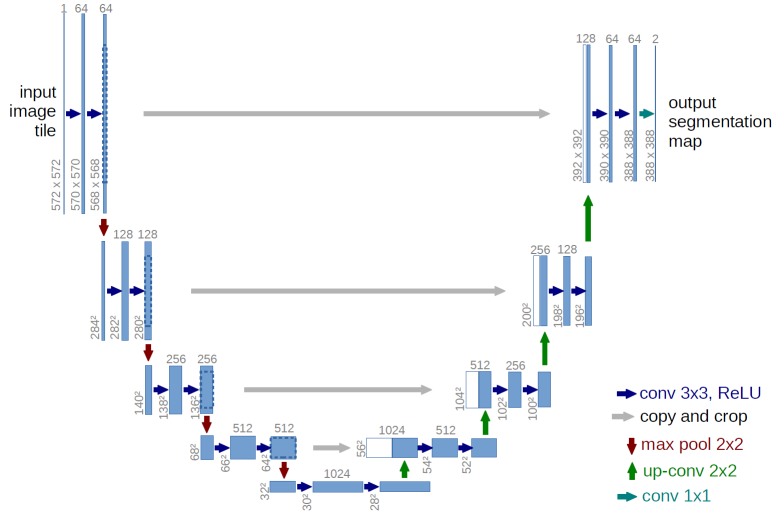 1 64 64
128 64 64 2
input
image
tile
output
segmentation
map
572 x 572
570 x 570
568 x 568
392 x 392
390 x 390
388 x 388
388 x 388
128 128
256 128
284²
282²
280²
200²
198²
196²
256 256
512 256
140²
138²
136²
104²
102²
100²
conv 3x3, ReLU
copy and crop
max pool 2x2
up-conv 2x2
conv 1x1
512 512
1024 512
68²
66²
64²
56²
54²
52²
1024
32²
30²
28²